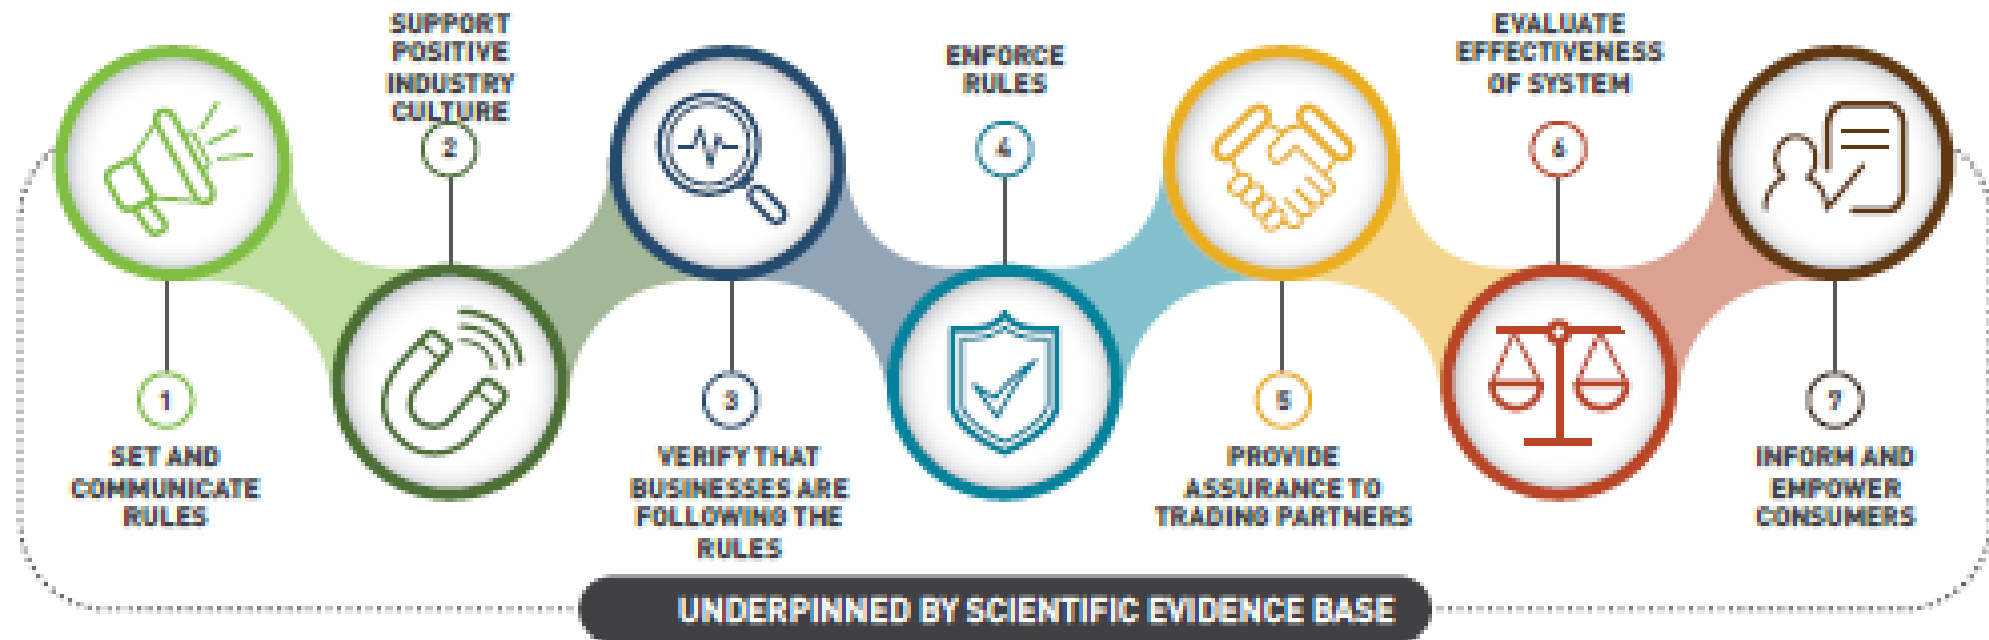 1
SET AND
COMMUNICATE
RULES
SUPPORT
POSITIVE
INDUSTRY
CULTURE
2
3
VERIFY THAT
BUSINESSES ARE
FOLLOWING THE
RULES
ENFORCE
RULES
4
5
PROVIDE
ASSURANCE TO
TRADING PARTNERS
EVALUATE
EFFECTIVENESS
OF SYSTEM
6
7
INFORM AND
EMPOWER
CONSUMERS
UNDERPINNED BY SCIENTIFIC EVIDENCE BASE